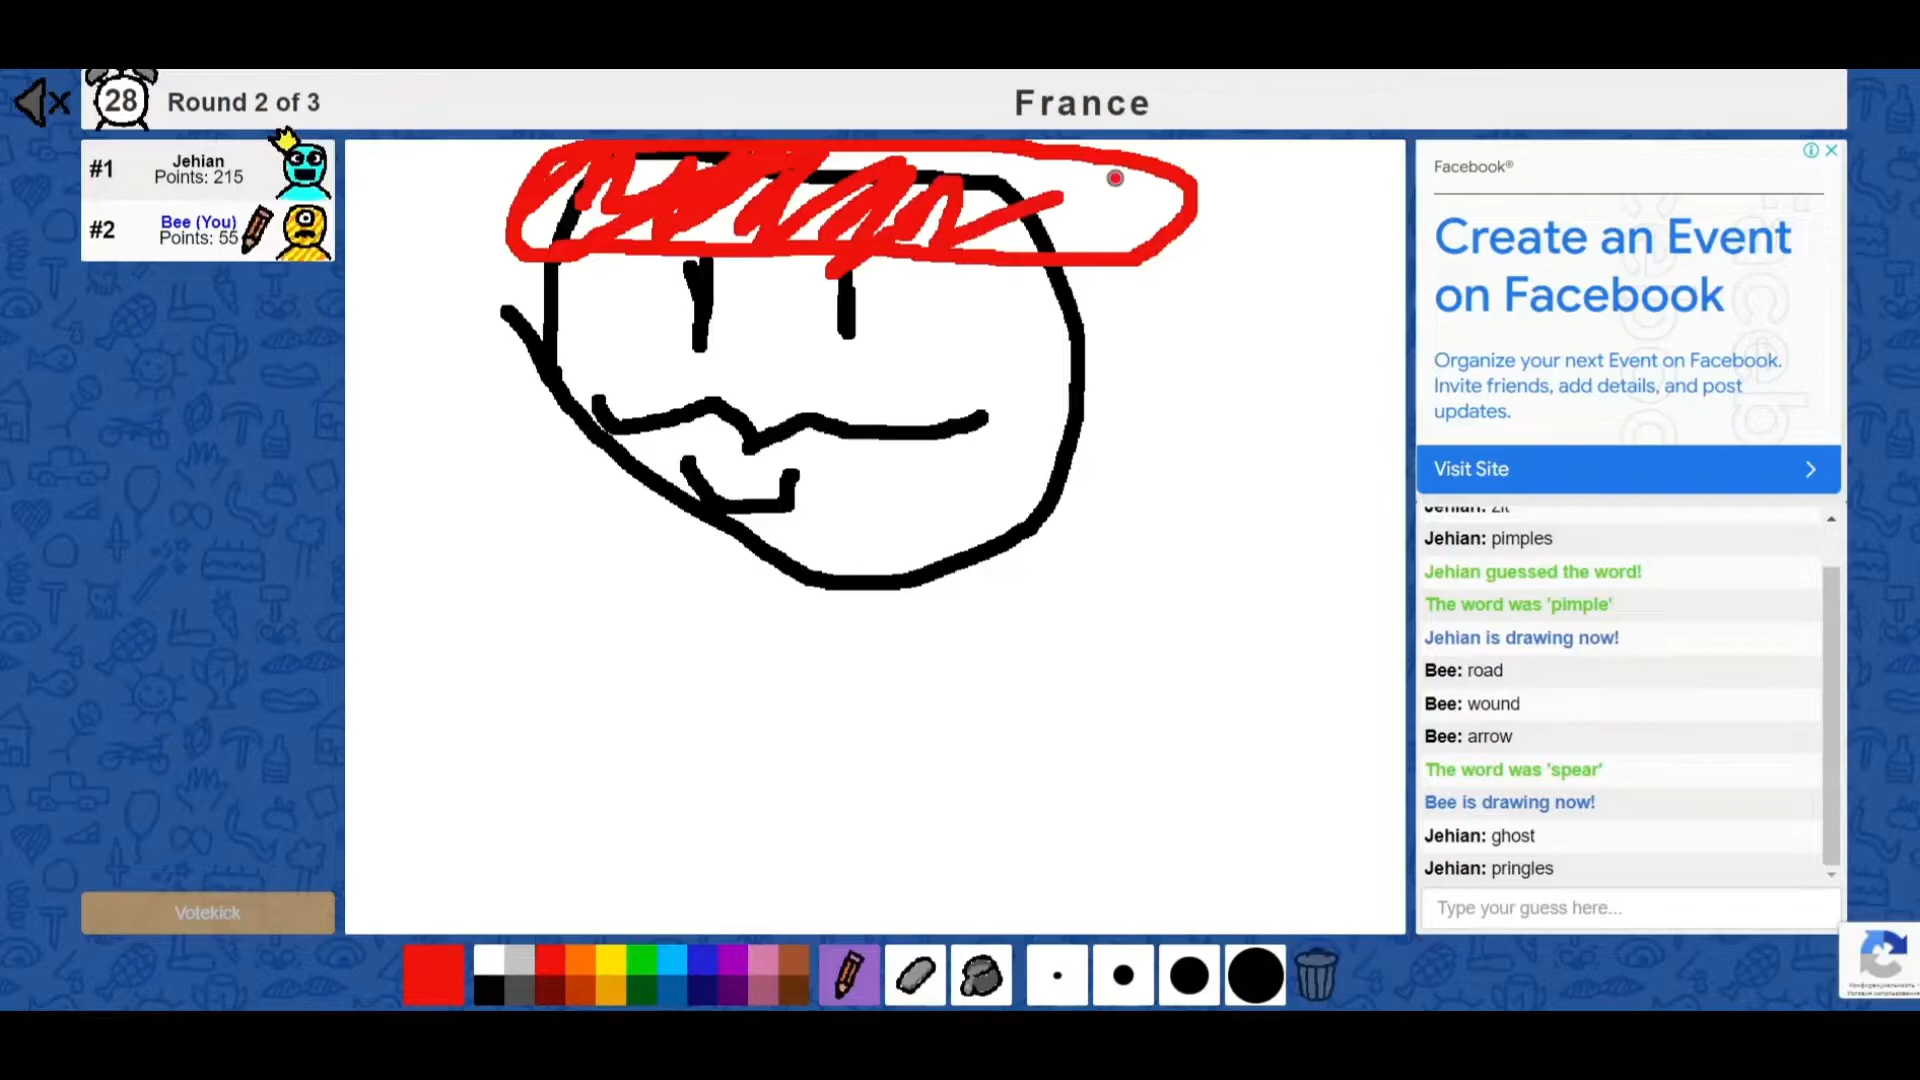 28
Round 2 of 3
France
#1
Jehian
Points: 215
#2
Bee (You)
Points: 55
Votekick
Facebook®
Create an Event
on Facebook
Organize your next Event on Facebook.
Invite friends, add details, and post
updates.
Visit Site
Jehian: zit
Jehian: pimples
Jehian guessed the word!
The word was 'pimple'
Jehian is drawing now!
Bee: road
Bee: wound
Bee: arrow
The word was 'spear'
Bee is drawing now!
Jehian: ghost
Jehian: pringles
Type your guess here...